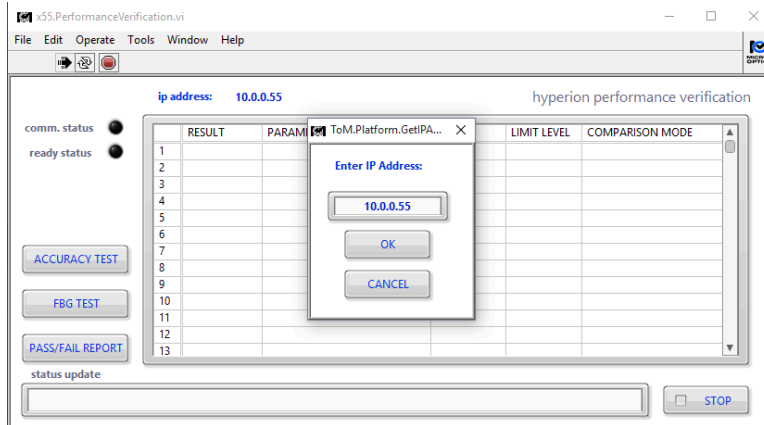 x55.PerformanceVerification.vi
File Edit Operate Tools Window Help
ip address: 10.0.0.55
hyperion performance verification
comm. status
ready status
RESULT PARAMI LIMIT LEVEL COMPARISON MODE
1
2
3
4
5
6
7
8
9
10
11
12
13
ToM.Platform.GetIPA...
Enter IP Address:
10.0.0.55
OK
CANCEL
ACCURACY TEST
FBG TEST
PASS/FAIL REPORT
status update
STOP